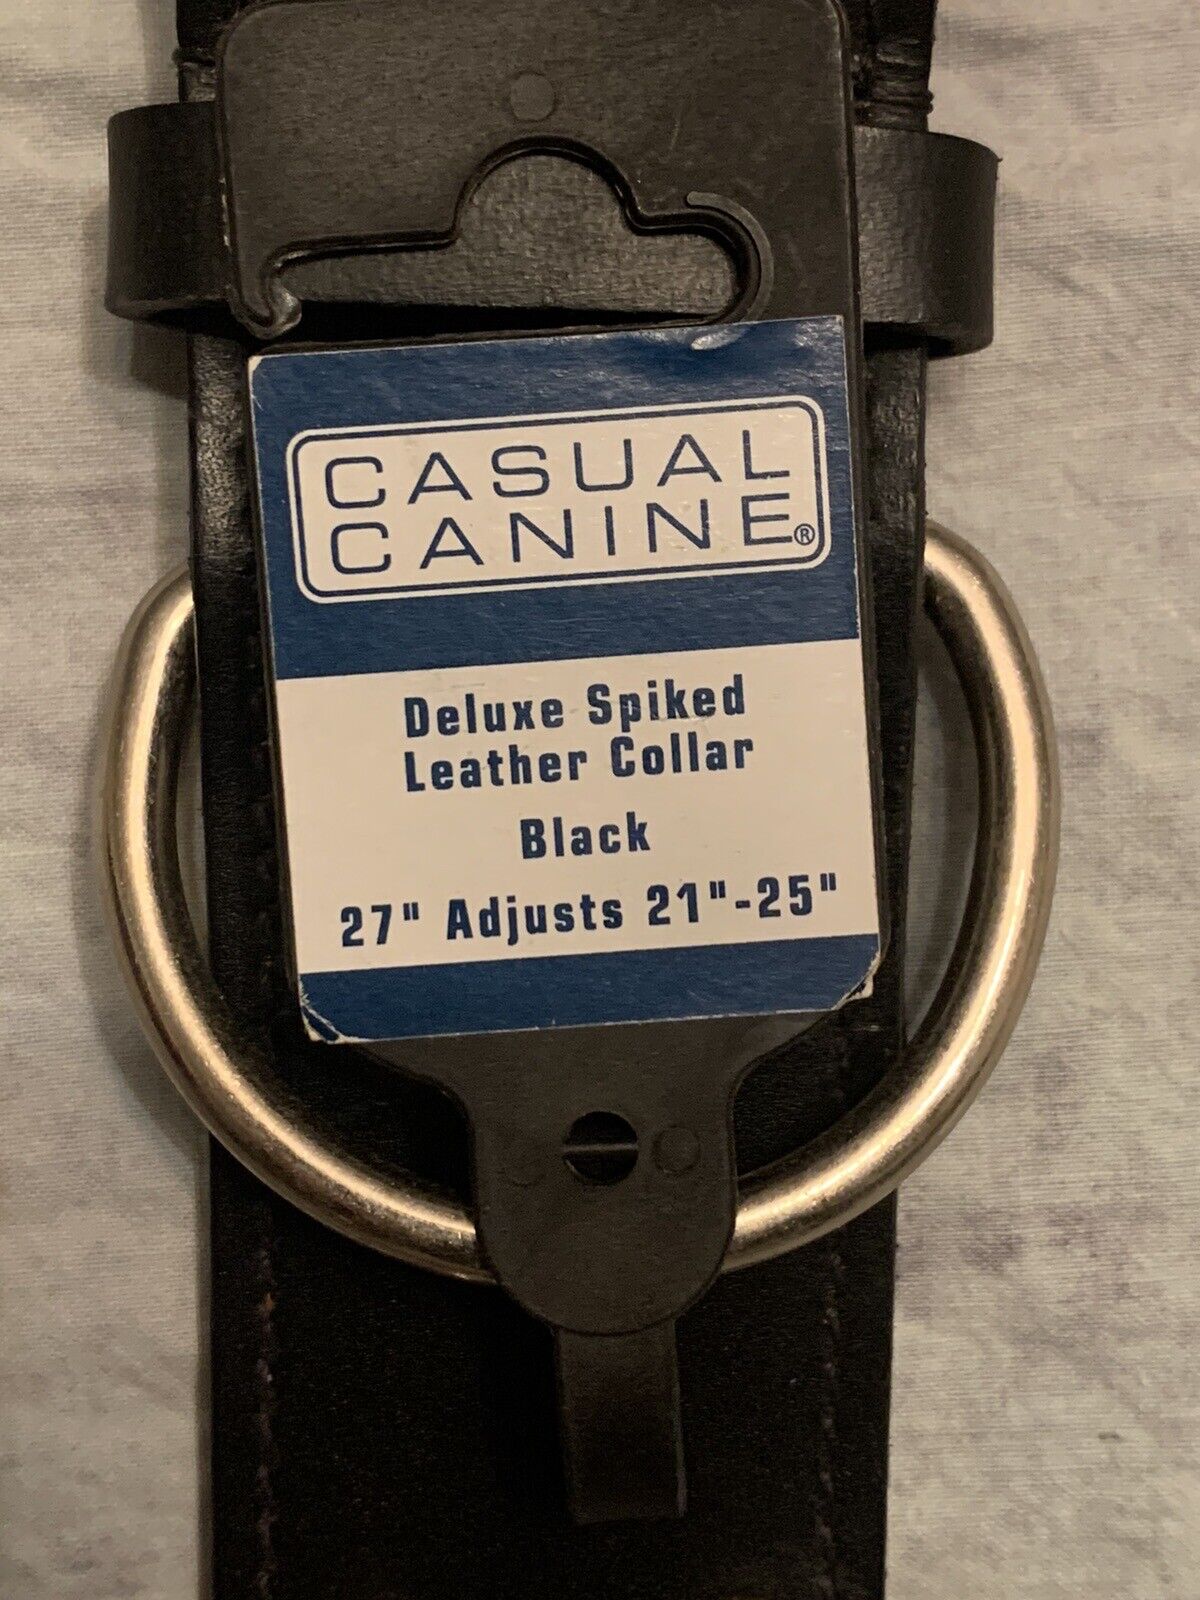 CASUAL
CANINE®
Deluxe Spiked
Leather Collar
Black
27" Adjusts 21"-25"